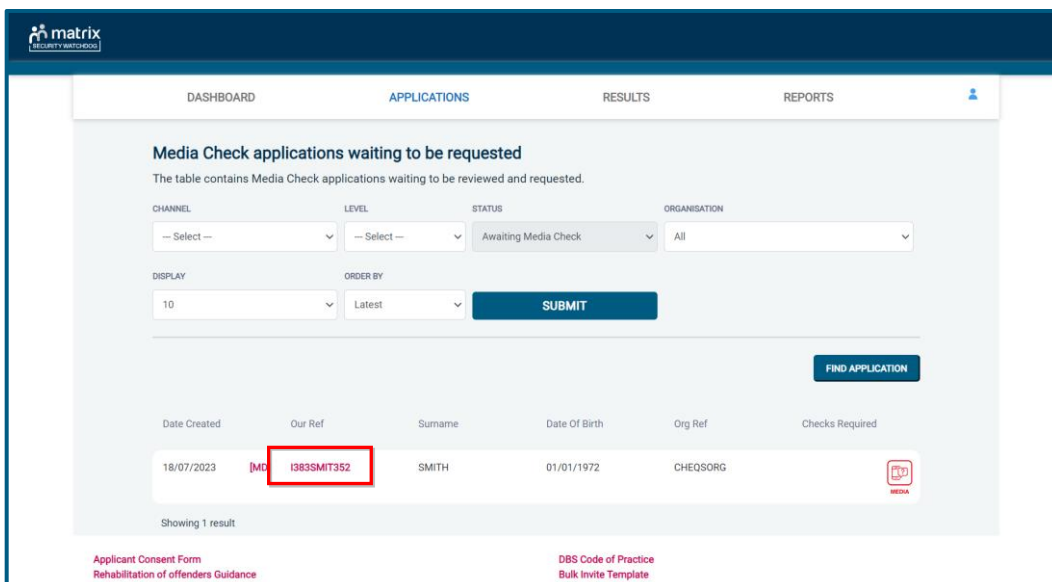 matrix
SECURITY WATCHDOG
DASHBOARD APPLICATIONS RESULTS REPORTS
Media Check applications waiting to be requested
The table contains Media Check applications waiting to be reviewed and requested.
CHANNEL LEVEL STATUS ORGANISATION
--- Select --- --- Select --- Awaiting Media Check All
DISPLAY ORDER BY
10 Latest SUBMIT
FIND APPLICATION
Date Created Our Ref Surname Date Of Birth Org Ref Checks Required
18/07/2023 [MD I383SMIT352 SMITH 01/01/1972 CHEQSORG
MEDIA
Showing 1 result
Applicant Consent Form DBS Code of Practice
Rehabilitation of offenders Guidance Bulk Invite Template